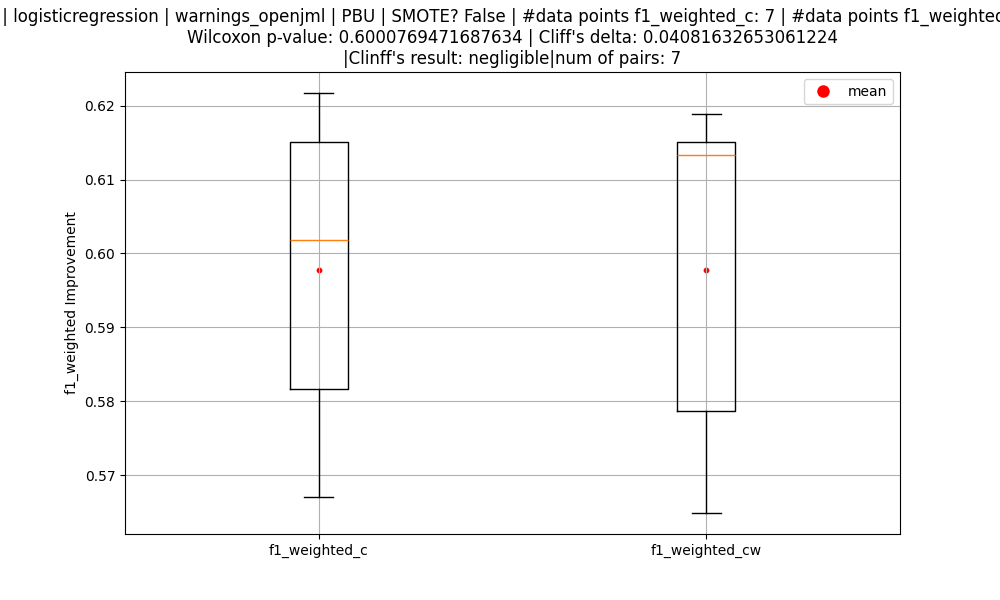 | logisticregression | warnings_openjml | PBU | SMOTE? False | #data points f1_weighted_c: 7 | #data points f1_weighted
Wilcoxon p-value: 0.6000769471687634 | Cliff's delta: 0.04081632653061224
|Clinff's result: negligible|num of pairs: 7
mean
0.62
0.61
0.60
0.59
0.58
0.57
f1_weighted Improvement
f1_weighted_c
f1_weighted_cw